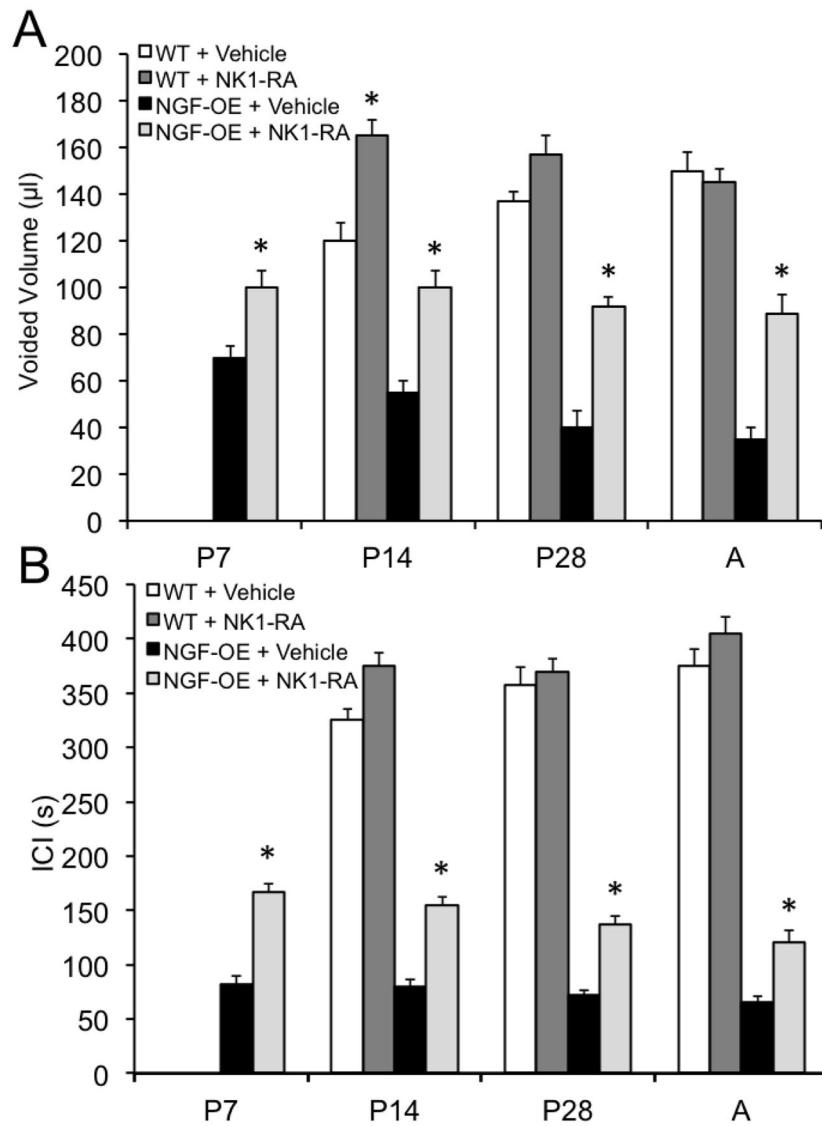 A
WT + Vehicle
WT + NK1-RA
NGF-OE + Vehicle
NGF-OE + NK1-RA
200
180
160
140
120
100
80
60
40
20
0
Voided Volume (µl)
*
*
*
*
*
P7 P14 P28 A
B
WT + Vehicle
WT + NK1-RA
NGF-OE + Vehicle
NGF-OE + NK1-RA
450
400
350
300
250
200
150
100
50
0
ICI (s)
*
*
*
*
P7 P14 P28 A